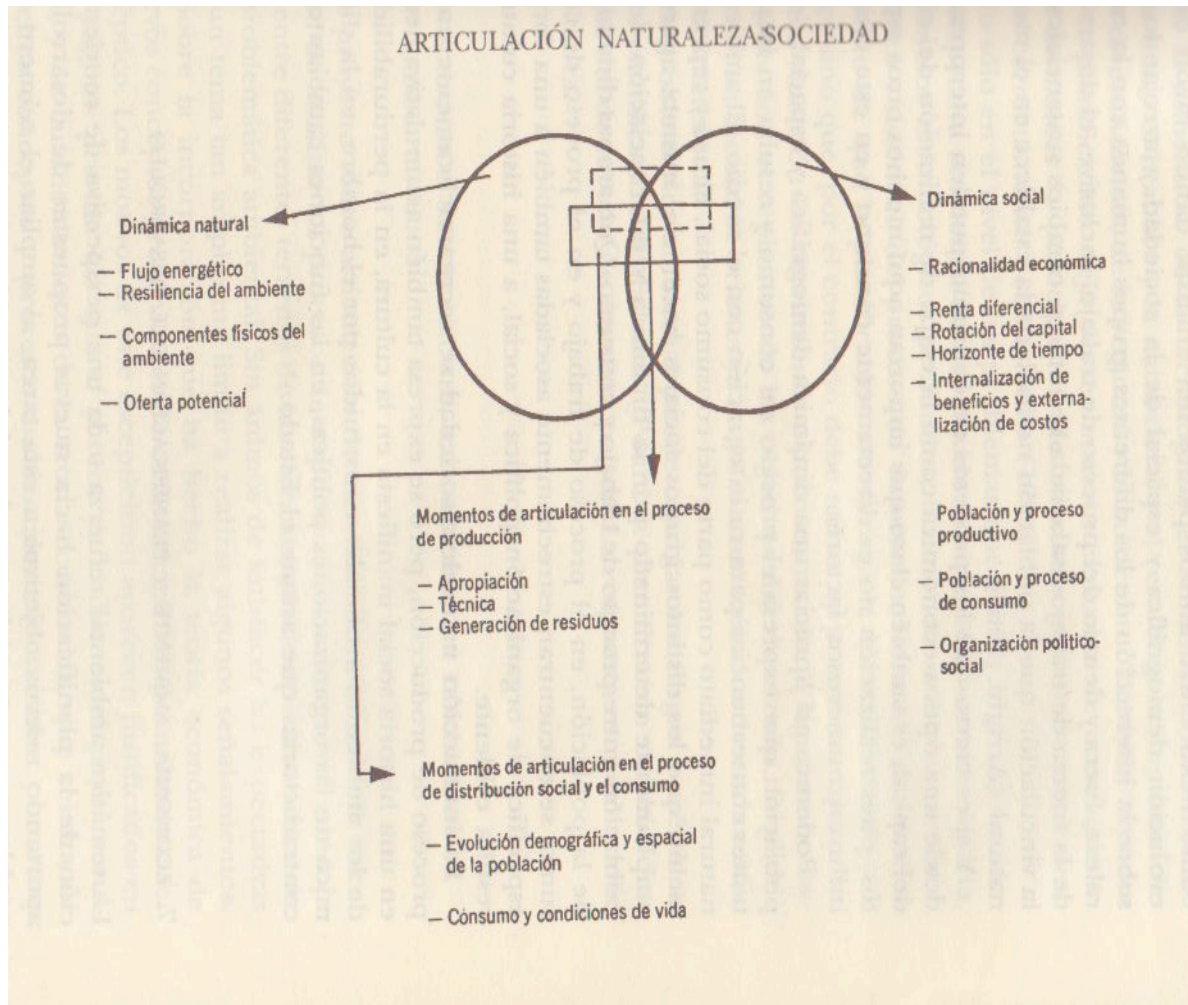 ARTICULACIÓN NATURALEZA-SOCIEDAD
Dinámica natural
— Flujo energético
— Resiliencia del ambiente
— Componentes físicos del
ambiente
— Oferta potencial
Dinámica social
— Racionalidad económica
— Renta diferencial
— Rotación del capital
— Horizonte de tiempo
— Internalización de
beneficios y externa-
lización de costos
Momentos de articulación en el proceso
de producción
— Apropiación
— Técnica
— Generación de residuos
Población y proceso
productivo
— Población y proceso
de consumo
— Organización político-
social
Momentos de articulación en el proceso
de distribución social y el consumo
— Evolución demográfica y espacial
de la población
— Consumo y condiciones de vida